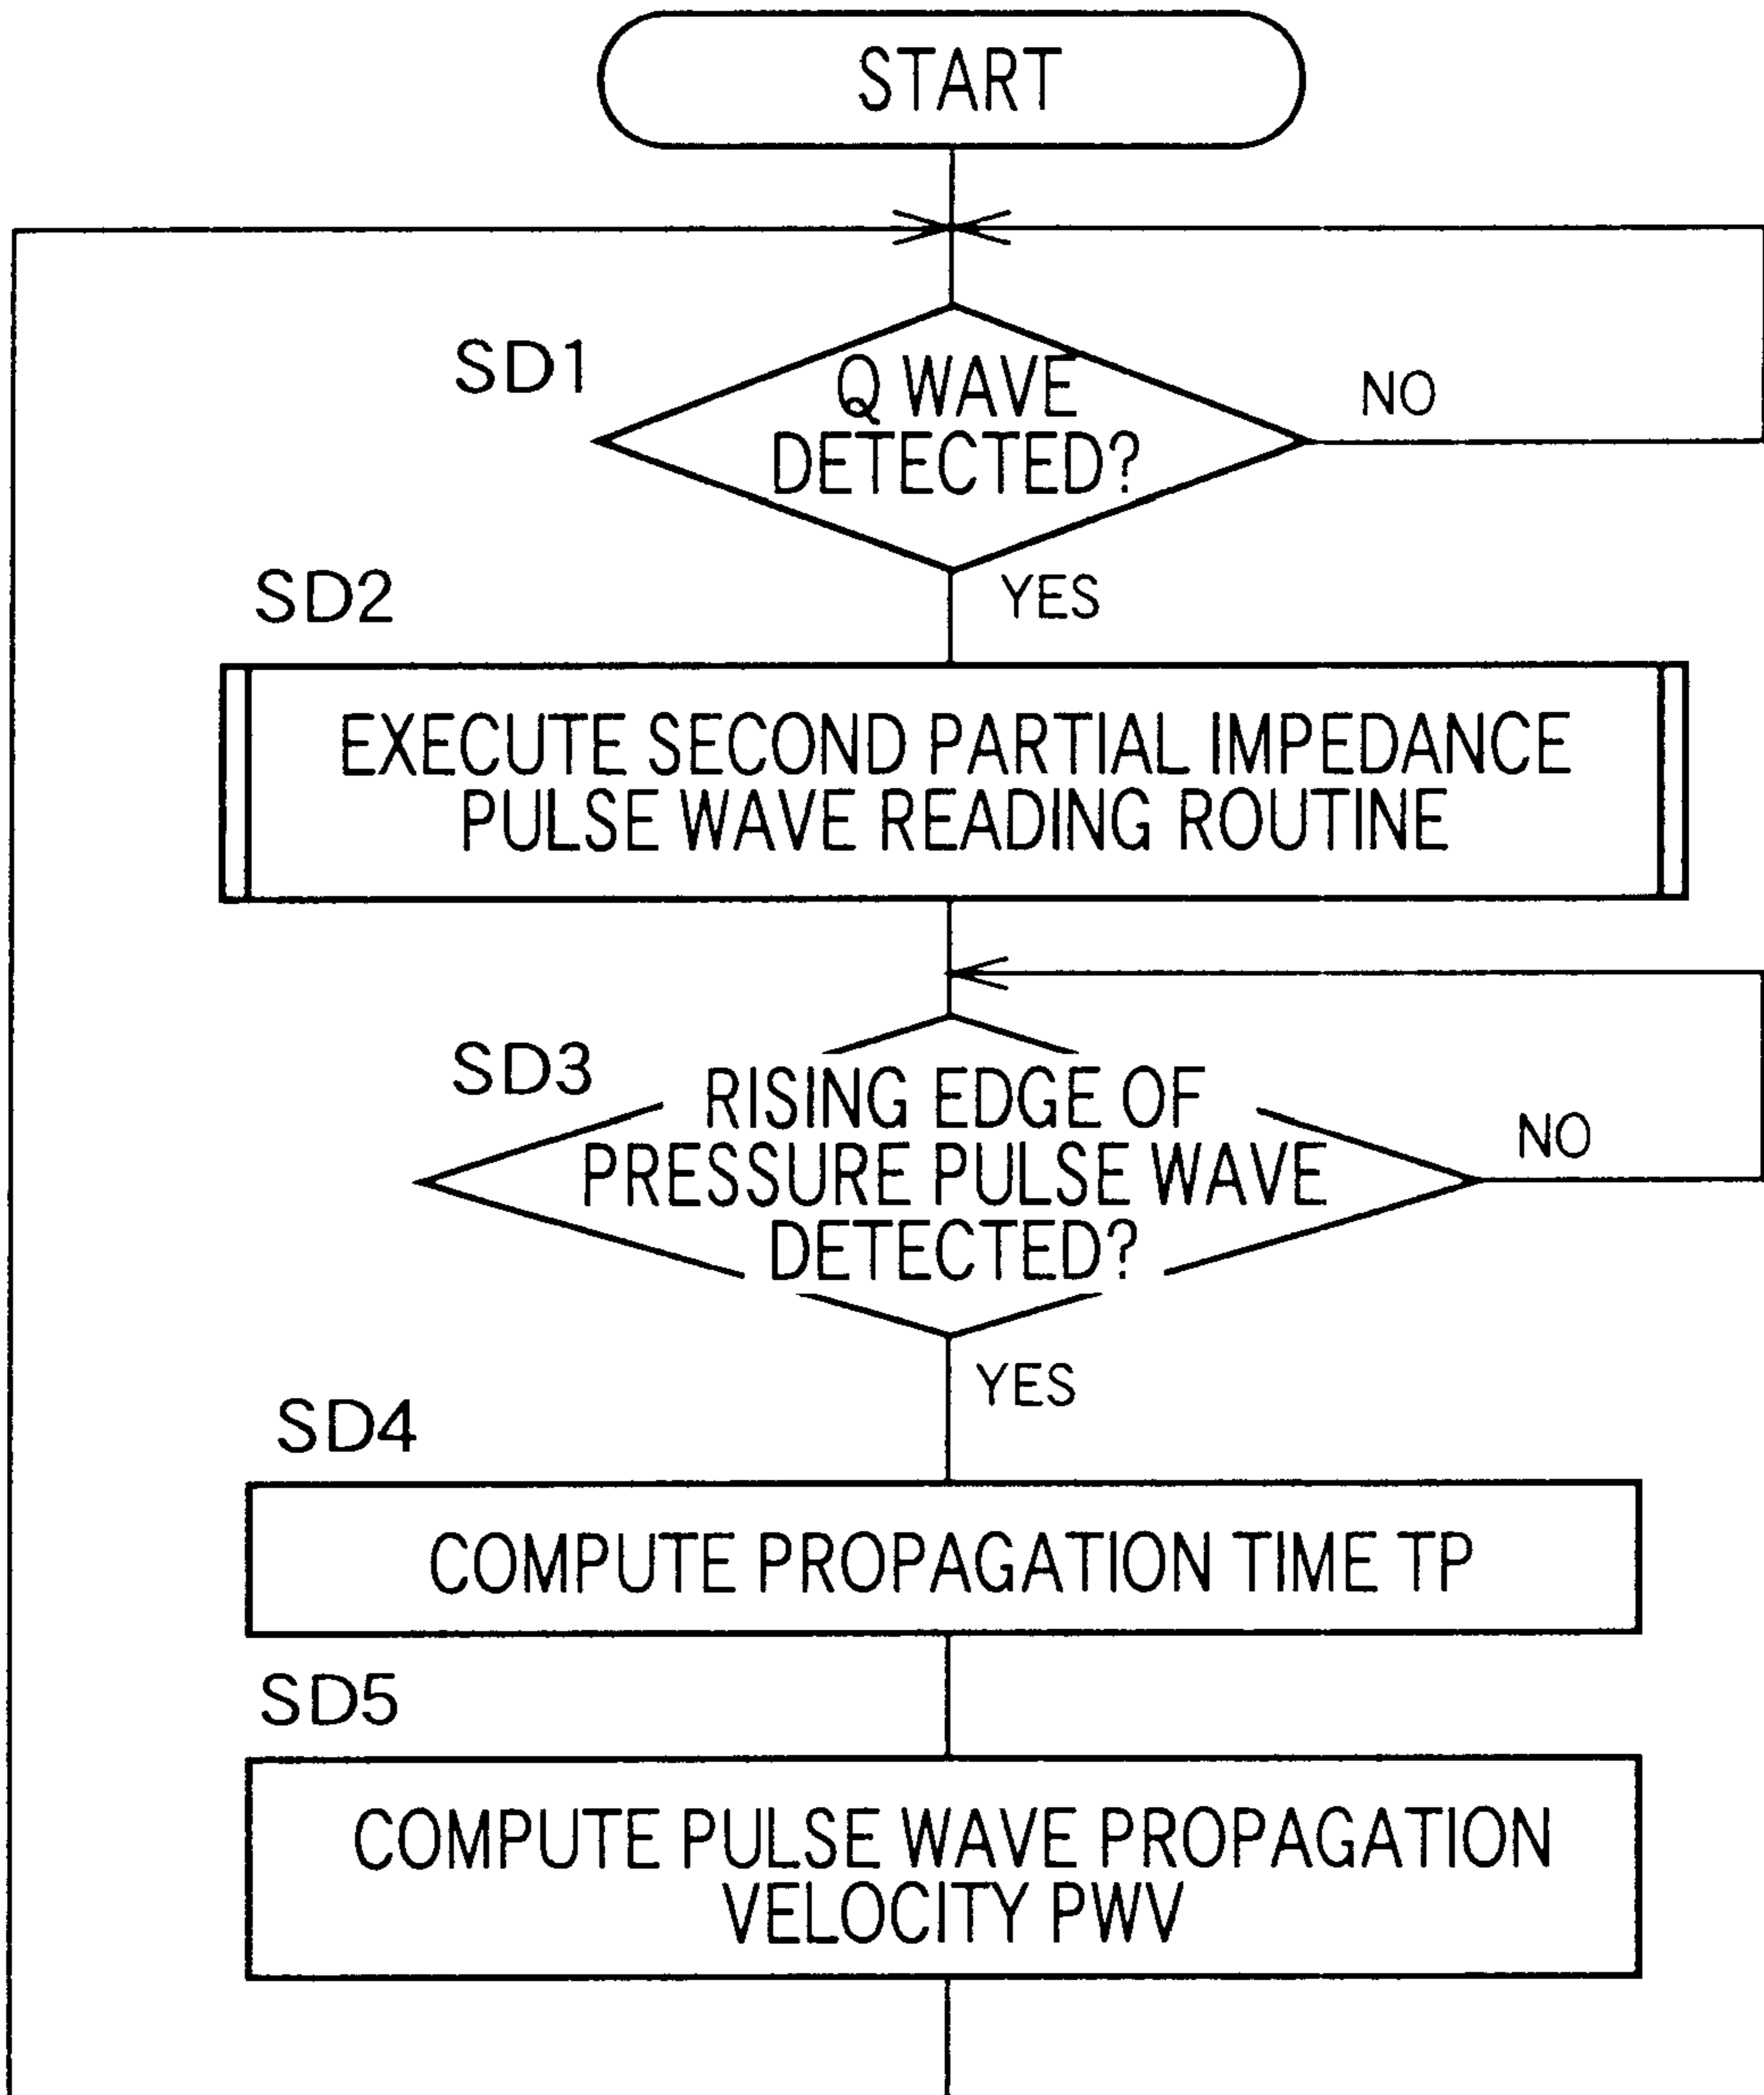 START
SD1
Q WAVE
DETECTED?
NO
YES
SD2
EXECUTE SECOND PARTIAL IMPEDANCE
PULSE WAVE READING ROUTINE
SD3
RISING EDGE OF
PRESSURE PULSE WAVE
DETECTED?
NO
YES
SD4
COMPUTE PROPAGATION TIME TP
SD5
COMPUTE PULSE WAVE PROPAGATION
VELOCITY PWV